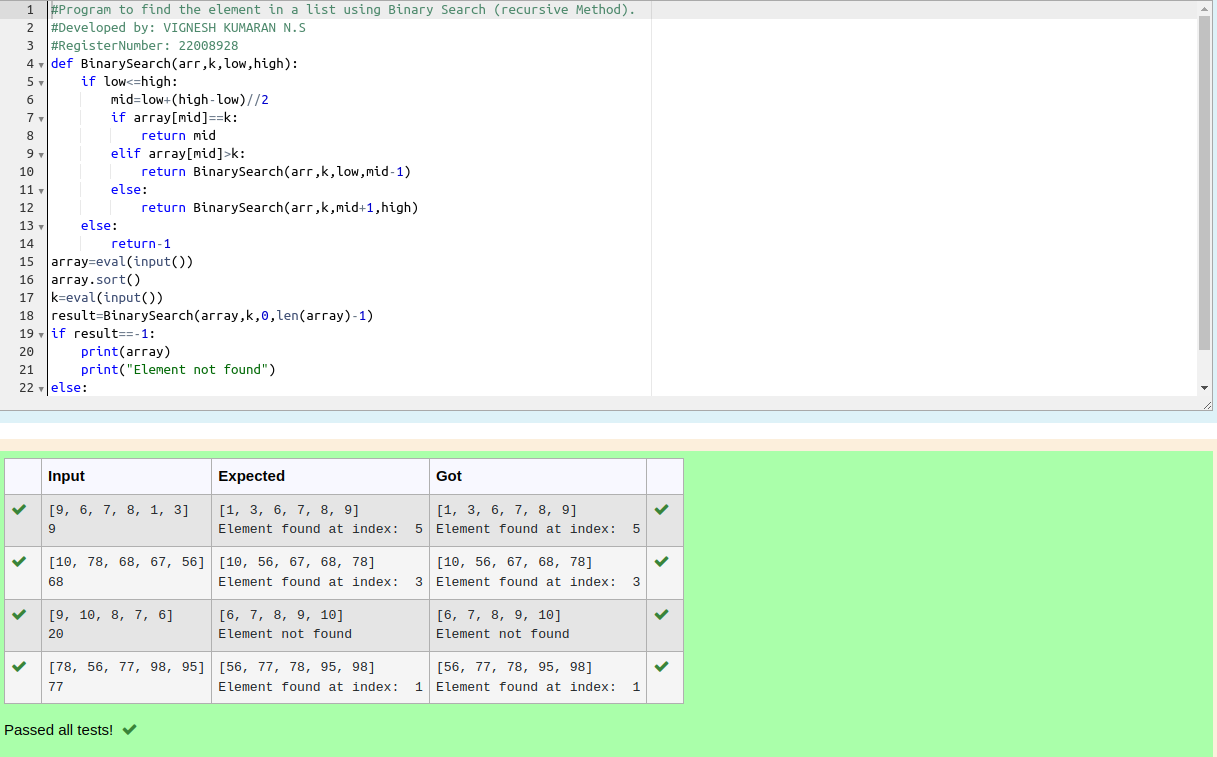 1 #Program to find the element in a list using Binary Search (recursive Method).
2 #Developed by: VIGNESH KUMARAN N.S
3 #RegisterNumber: 22008928
4 def BinarySearch(arr,k,low,high):
5     if low<=high:
6         mid=low+(high-low)//2
7         if array[mid]==k:
8             return mid
9         elif array[mid]>k:
10             return BinarySearch(arr,k,low,mid-1)
11         else:
12             return BinarySearch(arr,k,mid+1,high)
13     else:
14         return-1
15 array=eval(input())
16 array.sort()
17 k=eval(input())
18 result=BinarySearch(array,k,0,len(array)-1)
19 if result==-1:
20     print(array)
21     print("Element not found")
22 else:
Input Expected Got
[9, 6, 7, 8, 1, 3] [1, 3, 6, 7, 8, 9] [1, 3, 6, 7, 8, 9]
9 Element found at index:  5 Element found at index:  5
[10, 78, 68, 67, 56] [10, 56, 67, 68, 78] [10, 56, 67, 68, 78]
68 Element found at index:  3 Element found at index:  3
[9, 10, 8, 7, 6] [6, 7, 8, 9, 10] [6, 7, 8, 9, 10]
20 Element not found Element not found
[78, 56, 77, 98, 95] [56, 77, 78, 95, 98] [56, 77, 78, 95, 98]
77 Element found at index:  1 Element found at index:  1
Passed all tests!